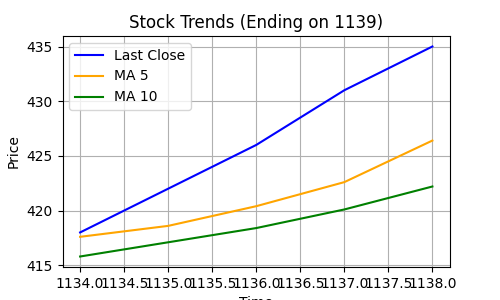 Stock Trends (Ending on 1139)
Last Close
MA 5
MA 10
Price
435
430
425
420
415
1134.0 1134.5 1135.0 1135.5 1136.0 1136.5 1137.0 1137.5 1138.0
Time